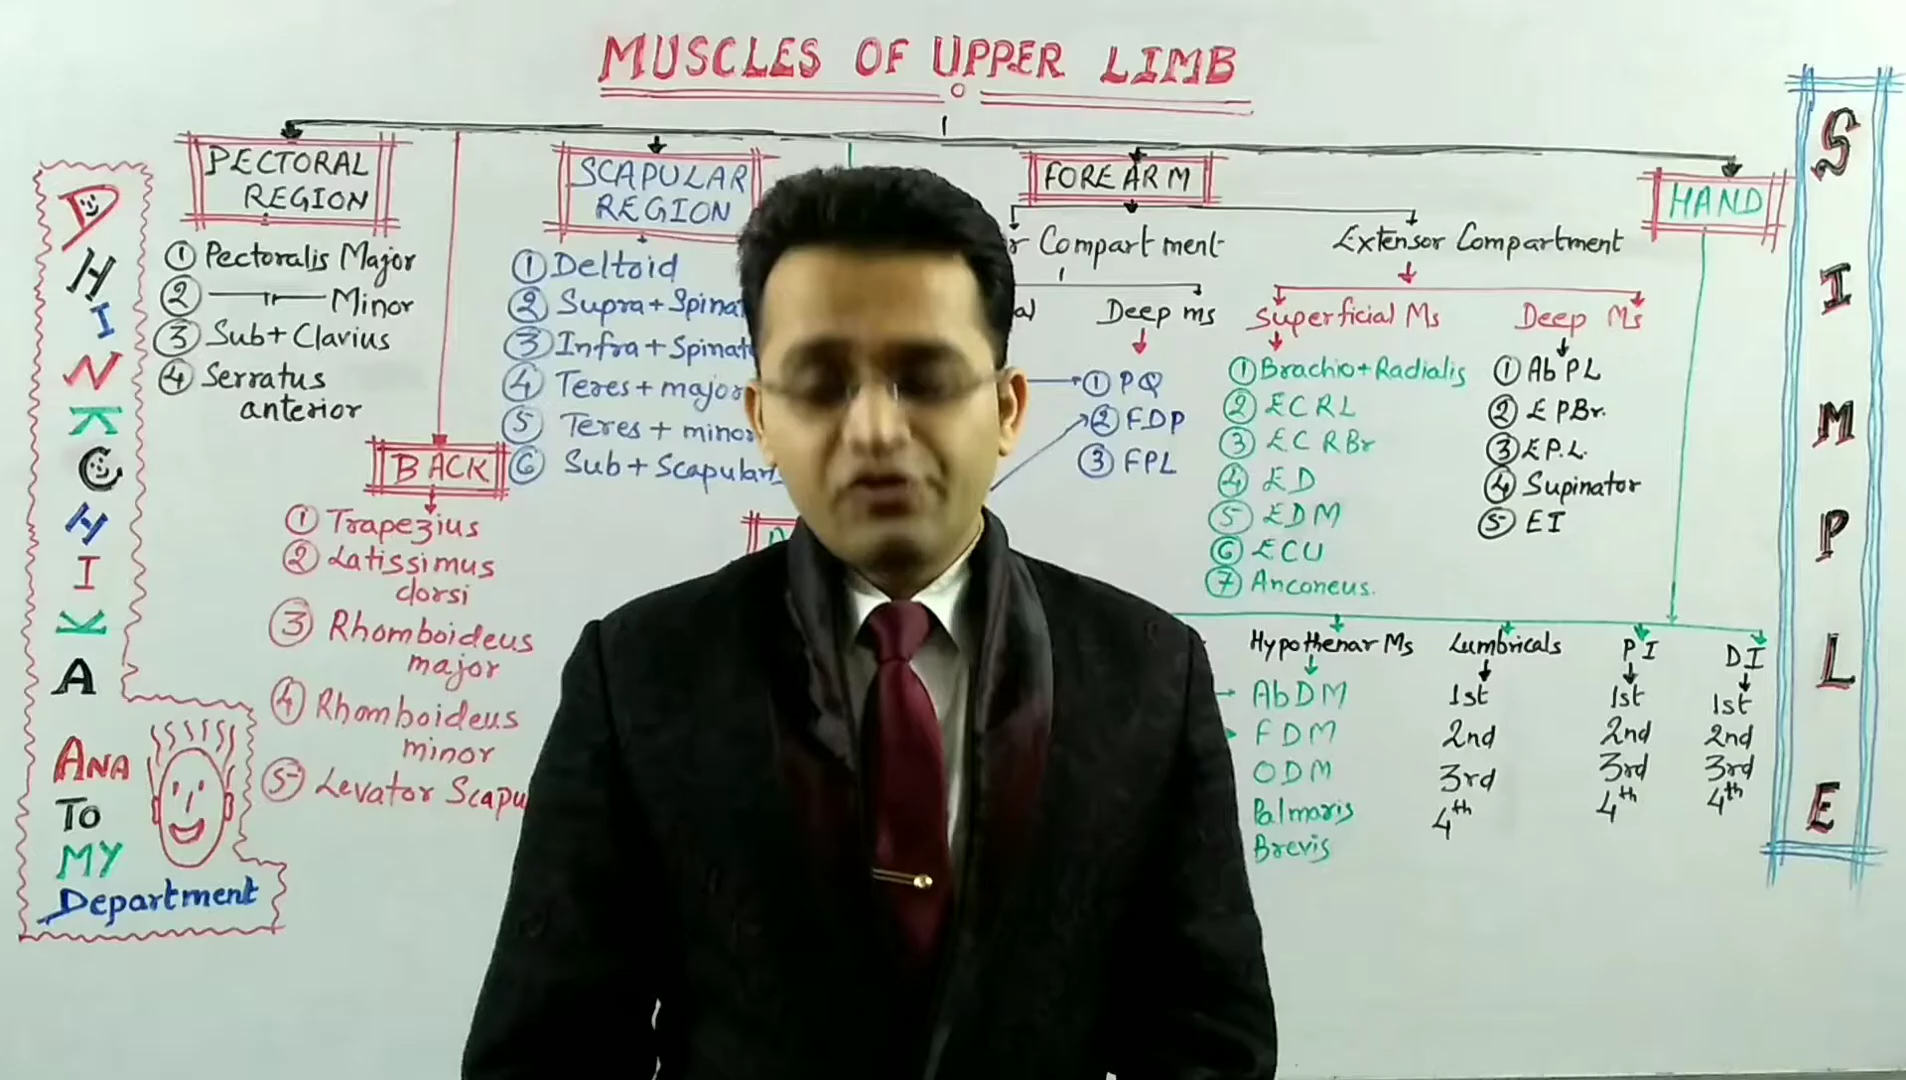 MUSCLES OF UPPER LIMB
PECTORAL
REGION
① Pectoralis Major
② —〃— Minor
③ Sub+Clavius
④ Serratus
anterior
BACK
① Trapezius
② Latissimus
dorsi
③ Rhomboideus
major
④ Rhomboideus
minor
⑤ Levator
SCAPULAR
REGION
① Deltoid
② Supra+
③ Infra+
④ Teres+major
⑤ Teres+minor
⑥ Sub+
FOREARM
Compartment
Deep ms
① PQ
② FDP
③ FPL
Extensor Compartment
Superficial Ms
① Brachio+Radialis
② ECRL
③ ECRBr
④ ED
⑤ EDM
⑥ ECU
⑦ Anconeus.
Deep Ms
① AbPL
② EPBr.
③ E.P.L.
④ Supinator
⑤ EI
HAND
Hypothenar Ms
AbDM
FDM
ODM
Palmaris
Brevis
Lumbricals
1st
2nd
3rd
4th
PI
1st
2nd
3rd
4th
DI
1st
2nd
3rd
4th
DHINKCHIKA
ANA
TO
MY
Department
SIMPLE